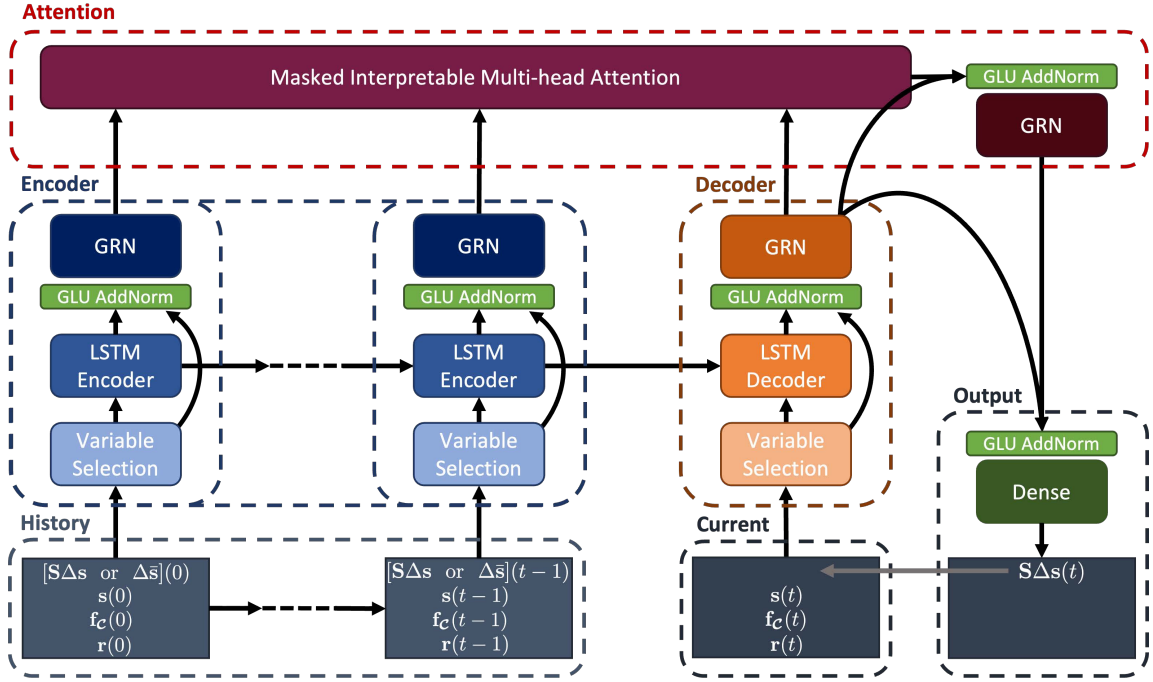 Attention
Masked Interpretable Multi-head Attention
GLU AddNorm
GRN
Encoder
GRN
GLU AddNorm
LSTM
Encoder
Variable
Selection
GRN
GLU AddNorm
LSTM
Encoder
Variable
Selection
Decoder
GRN
GLU AddNorm
LSTM
Decoder
Variable
Selection
History
[SΔs or Δs̄](0)
s(0)
f𝒞(0)
r(0)
[SΔs or Δs̄](t − 1)
s(t − 1)
f𝒞(t − 1)
r(t − 1)
Current
s(t)
f𝒞(t)
r(t)
Output
GLU AddNorm
Dense
SΔs(t)